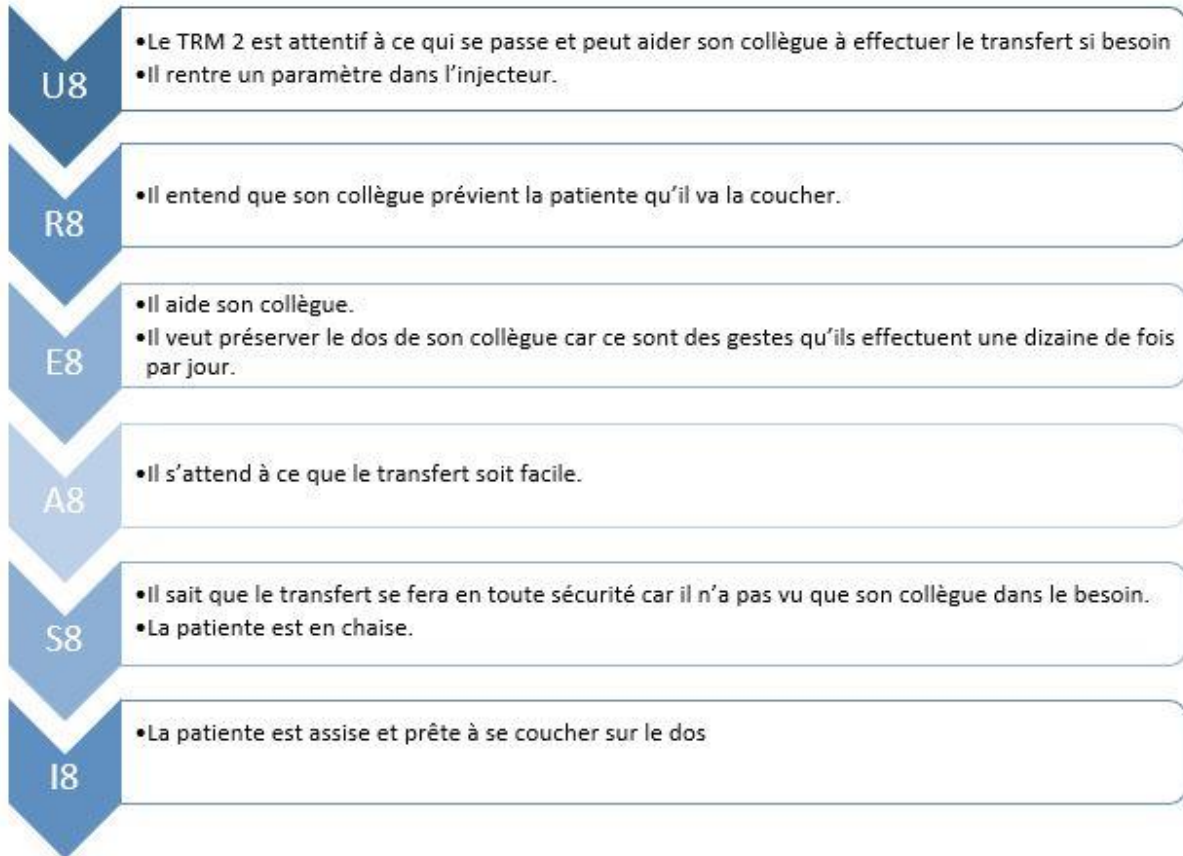 U8
•Le TRM 2 est attentif à ce qui se passe et peut aider son collègue à effectuer le transfert si besoin
•Il rentre un paramètre dans l'injecteur.
R8
•Il entend que son collègue prévient la patiente qu'il va la coucher.
E8
•Il aide son collègue.
•Il veut préserver le dos de son collègue car ce sont des gestes qu'ils effectuent une dizaine de fois
par jour.
A8
•Il s'attend à ce que le transfert soit facile.
S8
•Il sait que le transfert se fera en toute sécurité car il n'a pas vu que son collègue dans le besoin.
•La patiente est en chaise.
I8
•La patiente est assise et prête à se coucher sur le dos